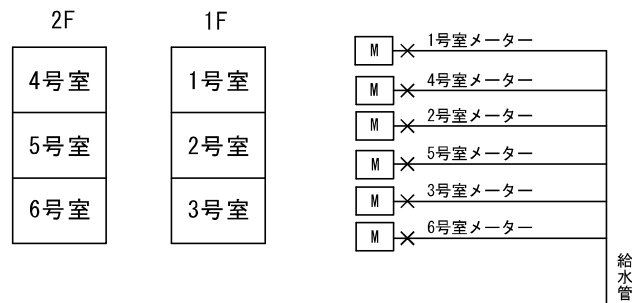 2F
4号室
5号室
6号室
1F
1号室
2号室
3号室
M 1号室メーター
M 4号室メーター
M 2号室メーター
M 5号室メーター
M 3号室メーター
M 6号室メーター
給水管